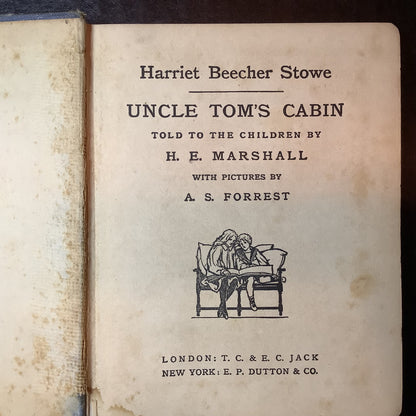 Harriet Beecher Stowe
UNCLE TOM'S CABIN
TOLD TO THE CHILDREN BY
H. E. MARSHALL
WITH PICTURES BY
A. S. FORREST
LONDON: T. C. & E. C. JACK
NEW YORK: E. P. DUTTON & CO.